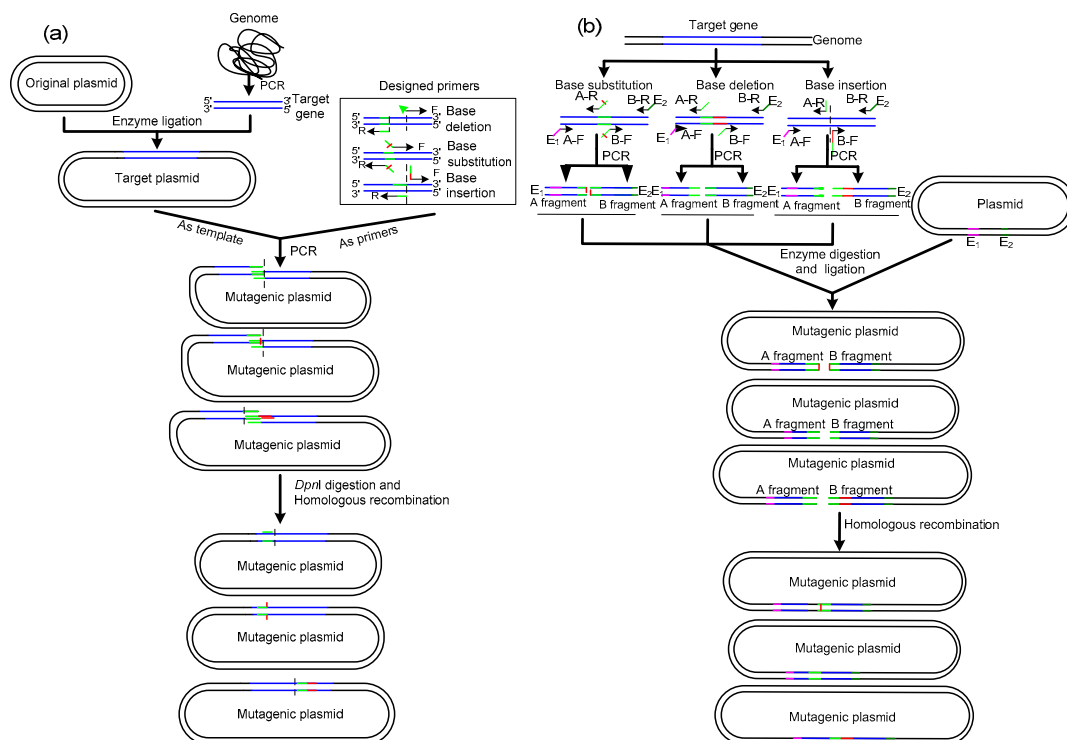 (a)
Genome
Original plasmid
PCR
5' 3' Target
3' 5' gene
Enzyme ligation
Target plasmid
Designed primers
F
5' 3' Base
3' 5' deletion
R
F
5' 3' Base
3' 5' substitution
R
F
5' 3' Base
3' 5' insertion
R
As template
As primers
PCR
Mutagenic plasmid
Mutagenic plasmid
Mutagenic plasmid
DpnI digestion and
Homologous recombination
Mutagenic plasmid
Mutagenic plasmid
Mutagenic plasmid
(b)
Target gene
Genome
Base substitution
Base deletion
Base insertion
A-R B-R E2
A-R B-R E2
A-R B-R E2
E1 A-F B-F
E1 A-F B-F
E1 A-F B-F
PCR
PCR
PCR
E1 E2
E1 E2
E1 E2
A fragment B fragment
A fragment B fragment
A fragment B fragment
Plasmid
E1 E2
Enzyme digestion
and ligation
Mutagenic plasmid
A fragment B fragment
Mutagenic plasmid
A fragment B fragment
Mutagenic plasmid
A fragment B fragment
Homologous recombination
Mutagenic plasmid
Mutagenic plasmid
Mutagenic plasmid